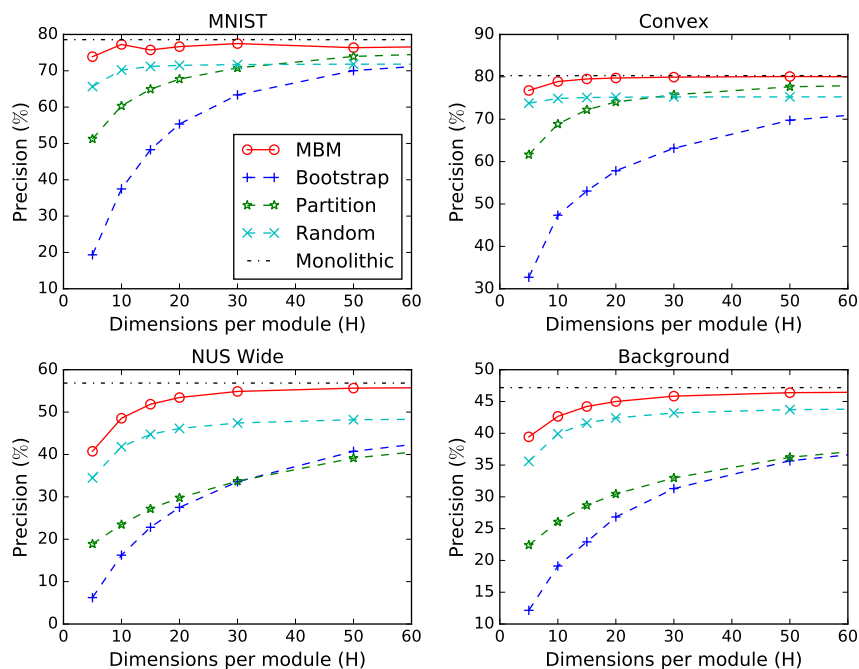 MNIST
Precision (%)
80
70
60
50
40
30
20
10
0 10 20 30 40 50 60
Dimensions per module (H)
MBM
Bootstrap
Partition
Random
Monolithic
Convex
Precision (%)
90
80
70
60
50
40
30
0 10 20 30 40 50 60
Dimensions per module (H)
NUS Wide
Precision (%)
60
50
40
30
20
10
0
0 10 20 30 40 50 60
Dimensions per module (H)
Background
Precision (%)
50
45
40
35
30
25
20
15
10
0 10 20 30 40 50 60
Dimensions per module (H)